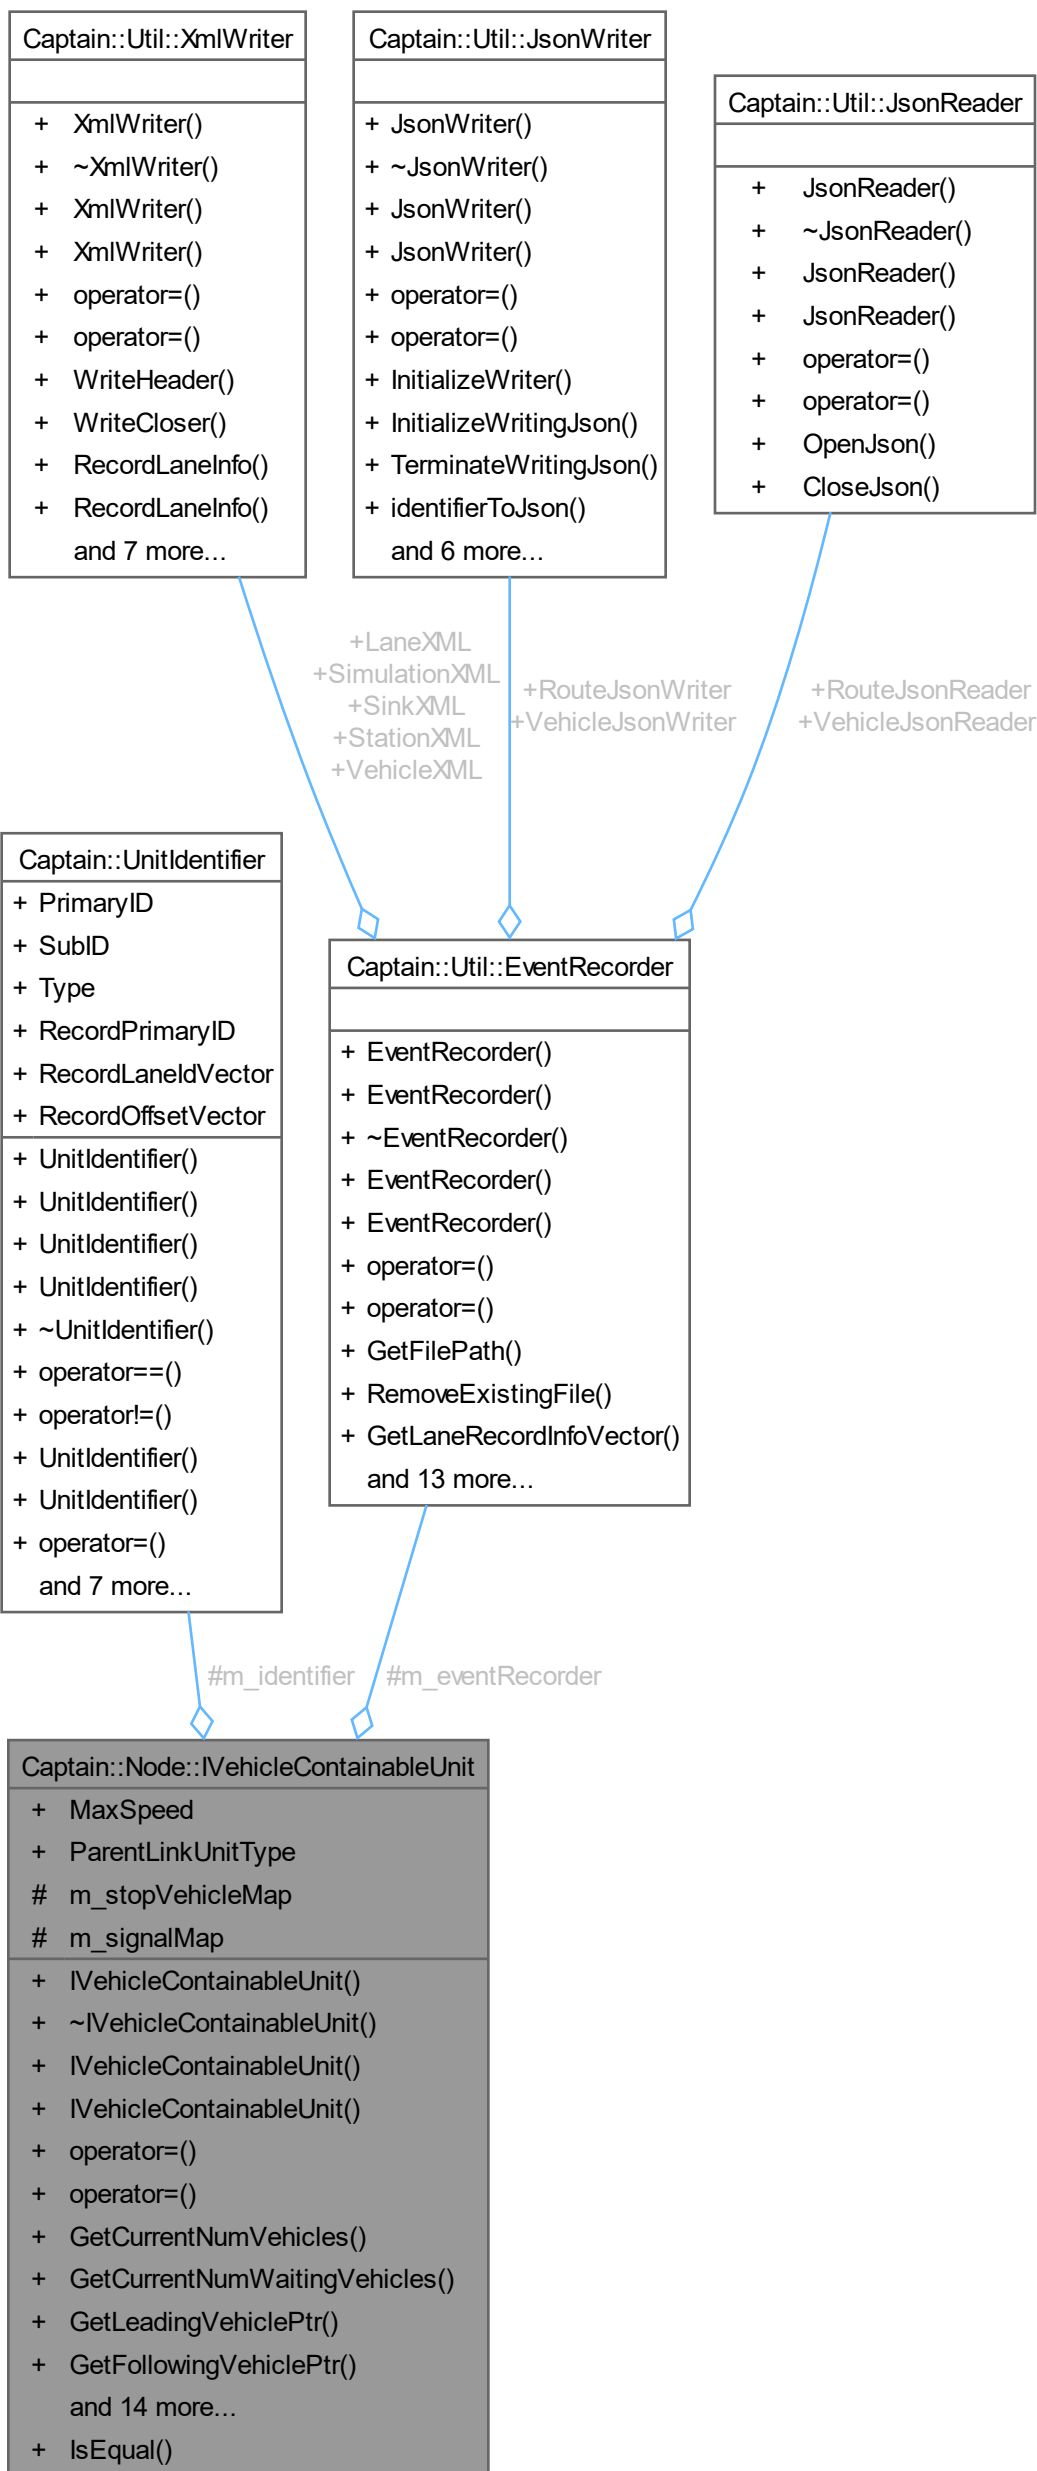 Captain::Util::XmlWriter
+ XmlWriter()
+ ~XmlWriter()
+ XmlWriter()
+ XmlWriter()
+ operator=()
+ operator=()
+ WriteHeader()
+ WriteCloser()
+ RecordLaneInfo()
+ RecordLaneInfo()
and 7 more...
Captain::Util::JsonWriter
+ JsonWriter()
+ ~JsonWriter()
+ JsonWriter()
+ JsonWriter()
+ operator=()
+ operator=()
+ InitializeWriter()
+ InitializeWritingJson()
+ TerminateWritingJson()
+ identifierToJson()
and 6 more...
Captain::Util::JsonReader
+ JsonReader()
+ ~JsonReader()
+ JsonReader()
+ JsonReader()
+ operator=()
+ operator=()
+ OpenJson()
+ CloseJson()
+LaneXML
+SimulationXML
+SinkXML
+StationXML
+VehicleXML
+RouteJsonWriter
+VehicleJsonWriter
+RouteJsonReader
+VehicleJsonReader
Captain::UnitIdentifier
+ PrimaryID
+ SubID
+ Type
+ RecordPrimaryID
+ RecordLaneIdVector
+ RecordOffsetVector
+ UnitIdentifier()
+ UnitIdentifier()
+ UnitIdentifier()
+ UnitIdentifier()
+ ~UnitIdentifier()
+ operator==()
+ operator!=()
+ UnitIdentifier()
+ UnitIdentifier()
+ operator=()
and 7 more...
Captain::Util::EventRecorder
+ EventRecorder()
+ EventRecorder()
+ ~EventRecorder()
+ EventRecorder()
+ EventRecorder()
+ operator=()
+ operator=()
+ GetFilePath()
+ RemoveExistingFile()
+ GetLaneRecordInfoVector()
and 13 more...
#m_identifier
#m_eventRecorder
Captain::Node::IVehicleContainableUnit
+ MaxSpeed
+ ParentLinkUnitType
# m_stopVehicleMap
# m_signalMap
+ IVehicleContainableUnit()
+ ~IVehicleContainableUnit()
+ IVehicleContainableUnit()
+ IVehicleContainableUnit()
+ operator=()
+ operator=()
+ GetCurrentNumVehicles()
+ GetCurrentNumWaitingVehicles()
+ GetLeadingVehiclePtr()
+ GetFollowingVehiclePtr()
and 14 more...
+ IsEqual()